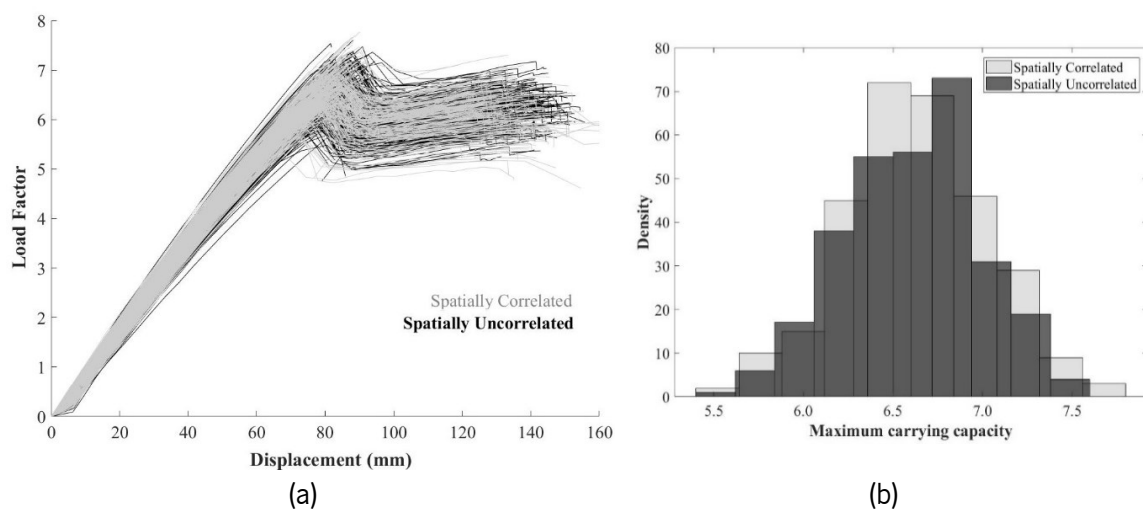 8
7
6
5
4
3
2
1
0
Load Factor
0 20 40 60 80 100 120 140 160
Displacement (mm)
Spatially Correlated
Spatially Uncorrelated
(a)
80
70
60
50
40
30
20
10
0
Density
5.5 6.0 6.5 7.0 7.5
Maximum carrying capacity
Spatially Correlated
Spatially Uncorrelated
(b)